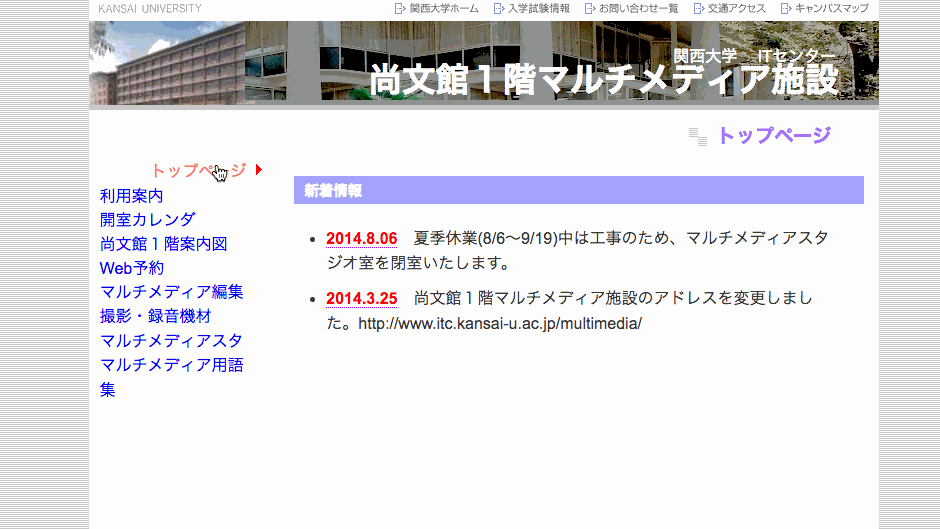 KANSAI UNIVERSITY
関西大学ホーム
入学試験情報
お問い合わせ一覧
交通アクセス
キャンパスマップ
関西大学 ITセンター
尚文館１階マルチメディア施設
トップページ
トップページ
利用案内
開室カレンダ
尚文館１階案内図
Web予約
マルチメディア編集
撮影・録音機材
マルチメディアスタ
マルチメディア用語
集
新着情報
2014.8.06 夏季休業(8/6〜9/19)中は工事のため、マルチメディアスタ
ジオ室を閉室いたします。
2014.3.25 尚文館１階マルチメディア施設のアドレスを変更しまし
た。http://www.itc.kansai-u.ac.jp/multimedia/